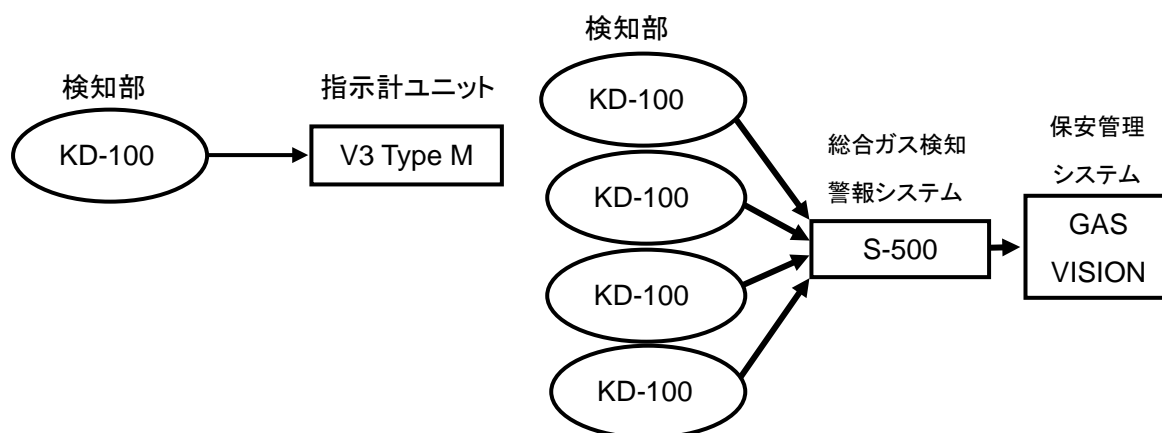 検知部
KD-100
指示計ユニット
V3 Type M
検知部
KD-100
KD-100
KD-100
KD-100
総合ガス検知
警報システム
S-500
保安管理
システム
GAS
VISION